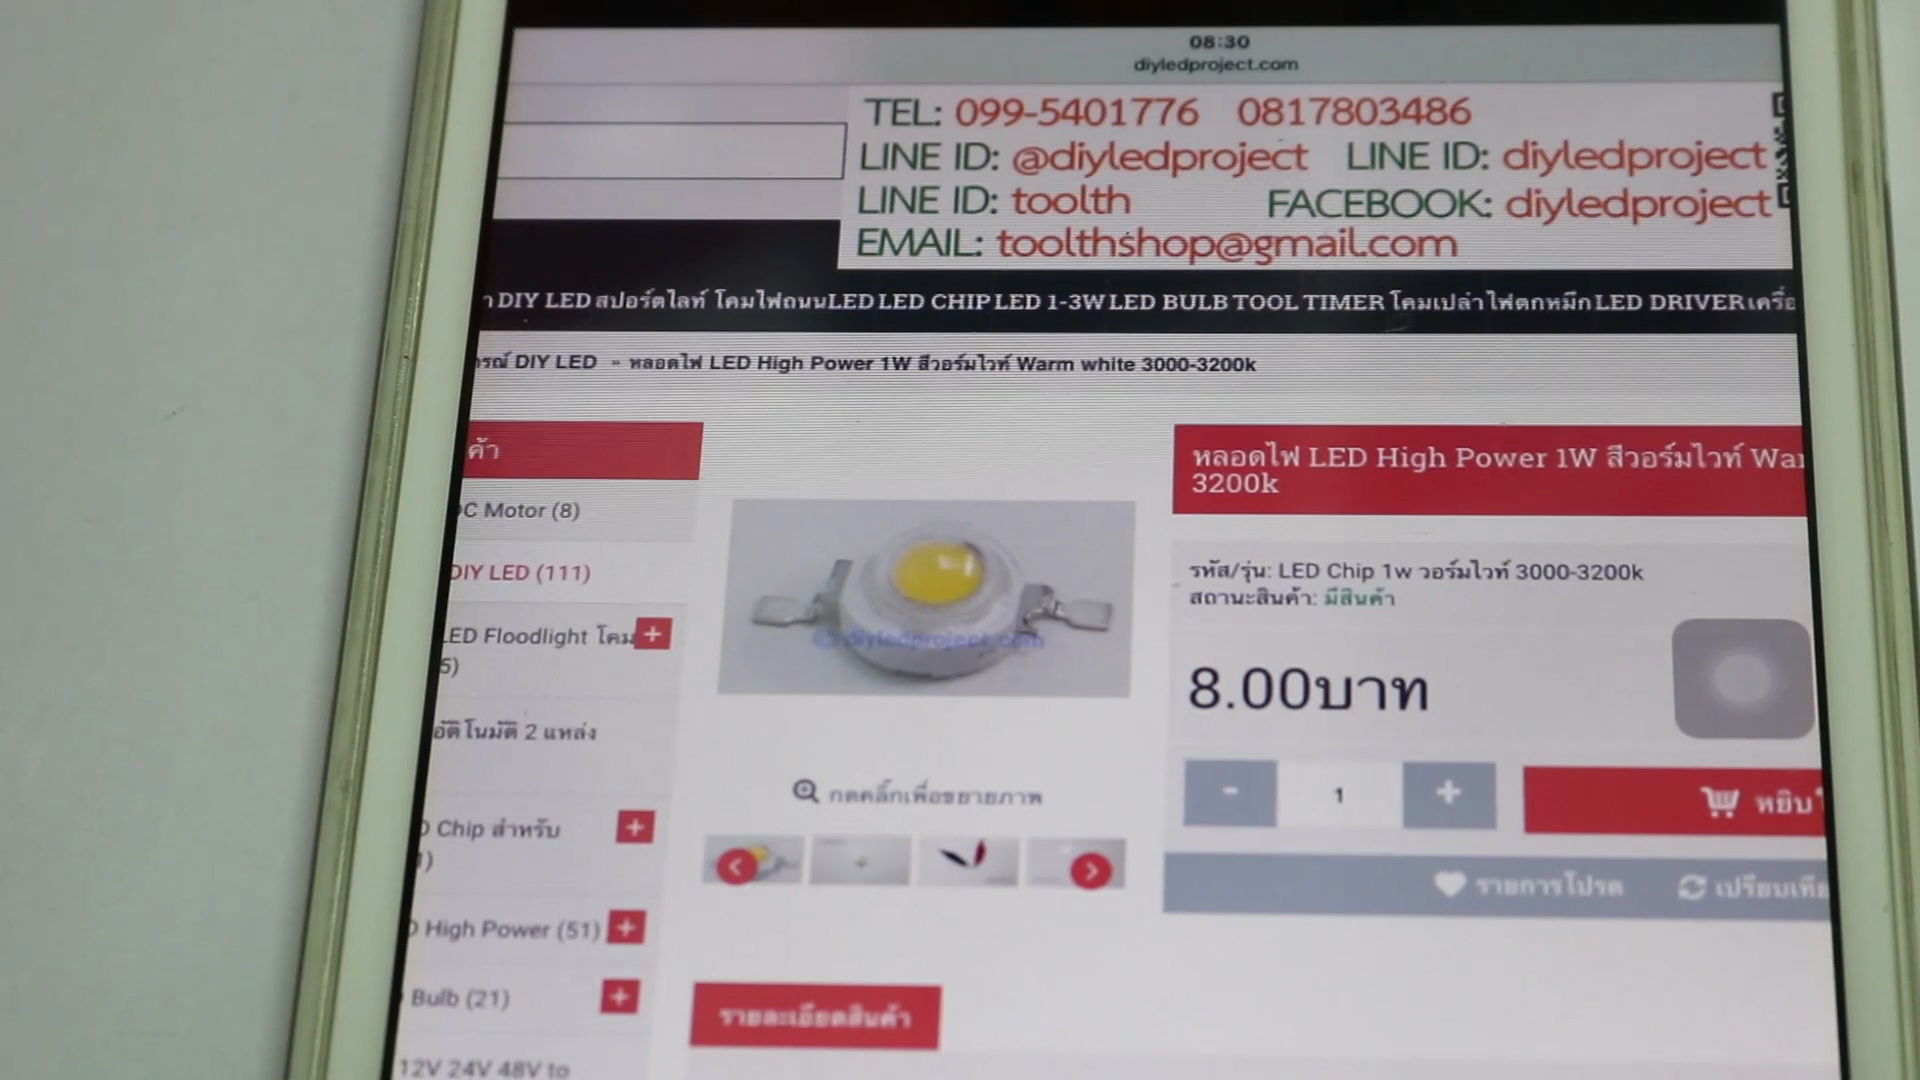 08:30
diyledproject.com
TEL: 099-5401776 0817803486
LINE ID: @diyledproject LINE ID: diyledproject
LINE ID: toolth FACEBOOK: diyledproject
EMAIL: toolthshop@gmail.com
DIY LED สปอร์ตไลท์ โคมไฟถนนLED LED CHIP LED 1-3W LED BULB TOOL TIMER โคมเปล่า ไฟตกหมึก LED DRIVER
DIY LED » หลอดไฟ LED High Power 1W สีวอร์มไวท์ Warm white 3000-3200k
ค้า
หลอดไฟ LED High Power 1W สีวอร์มไวท์
3200k
Motor (8)
DIY LED (111)
รหัส/รุ่น: LED Chip 1w วอร์มไวท์ 3000-3200k
สถานะสินค้า: มีสินค้า
LED Floodlight โคม
5)
8.00บาท
อัติโนมัติ 2 แหล่ง
© diyledproject.com
กดคลิ๊กเพื่อขยายภาพ
- 1 +
หยิบ
Chip สำหรับ
รายการโปรด
High Power (51)
Bulb (21)
รายละเอียดสินค้า
12V 24V 48V to